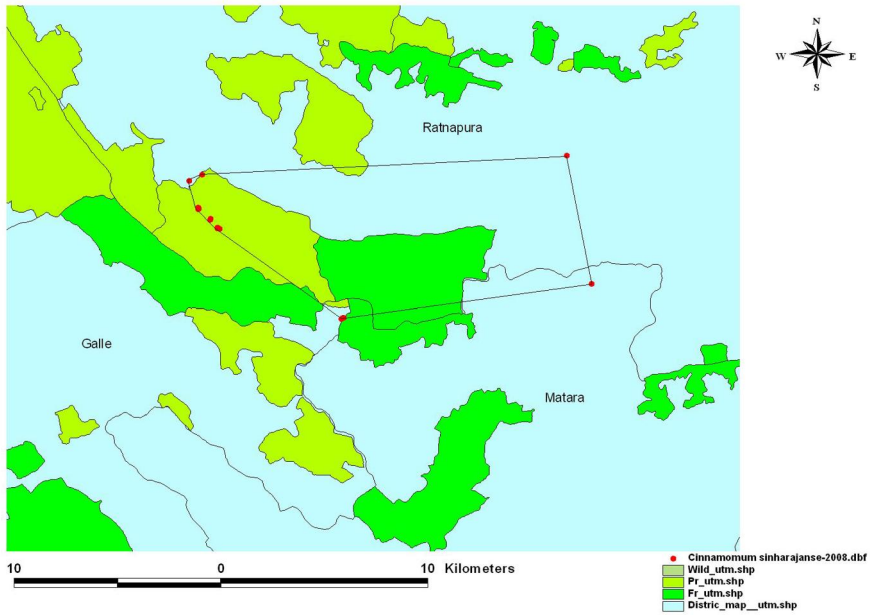 N
W E
S
Ratnapura
Galle
Matara
10 0 10 Kilometers
Cinnamomum sinharajanse-2008.dbf
Wild_utm.shp
Pr_utm.shp
Fr_utm.shp
Distric_map__utm.shp